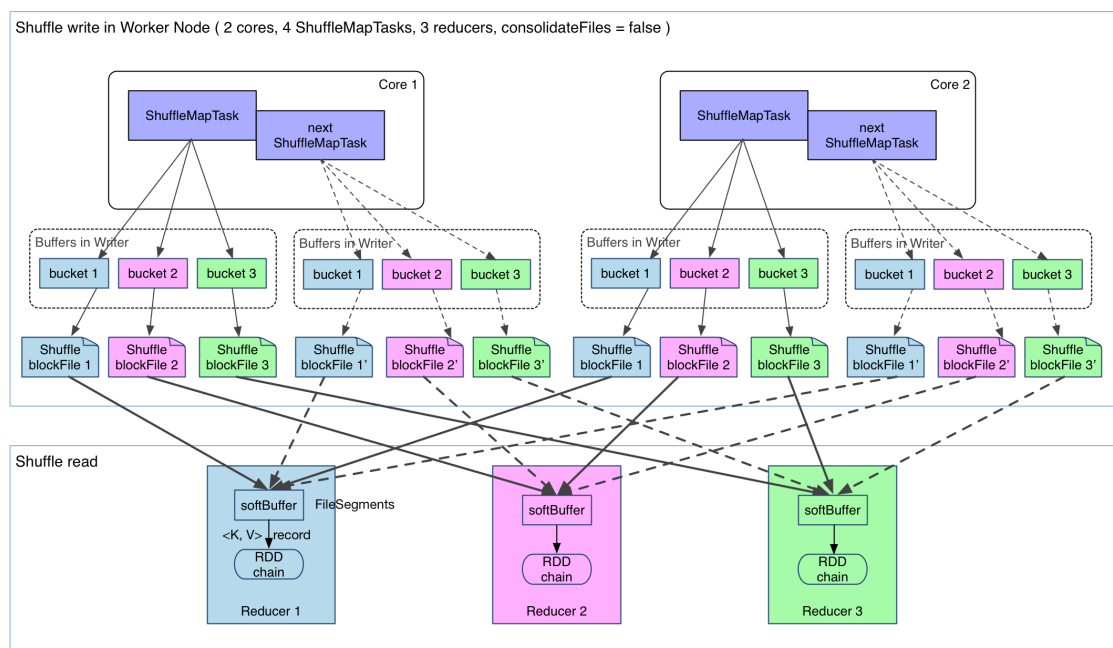 Shuffle write in Worker Node ( 2 cores, 4 ShuffleMapTasks, 3 reducers, consolidateFiles = false )
Core 1
ShuffleMapTask
next
ShuffleMapTask
Core 2
ShuffleMapTask
next
ShuffleMapTask
Buffers in Writer
bucket 1
bucket 2
bucket 3
Buffers in Writer
bucket 1
bucket 2
bucket 3
Buffers in Writer
bucket 1
bucket 2
bucket 3
Buffers in Writer
bucket 1
bucket 2
bucket 3
Shuffle
blockFile 1
Shuffle
blockFile 2
Shuffle
blockFile 3
Shuffle
blockFile 1’
Shuffle
blockFile 2’
Shuffle
blockFile 3’
Shuffle
blockFile 1
Shuffle
blockFile 2
Shuffle
blockFile 3
Shuffle
blockFile 1’
Shuffle
blockFile 2’
Shuffle
blockFile 3’
Shuffle read
softBuffer
FileSegments
<K, V> record
RDD
chain
Reducer 1
softBuffer
RDD
chain
Reducer 2
softBuffer
RDD
chain
Reducer 3